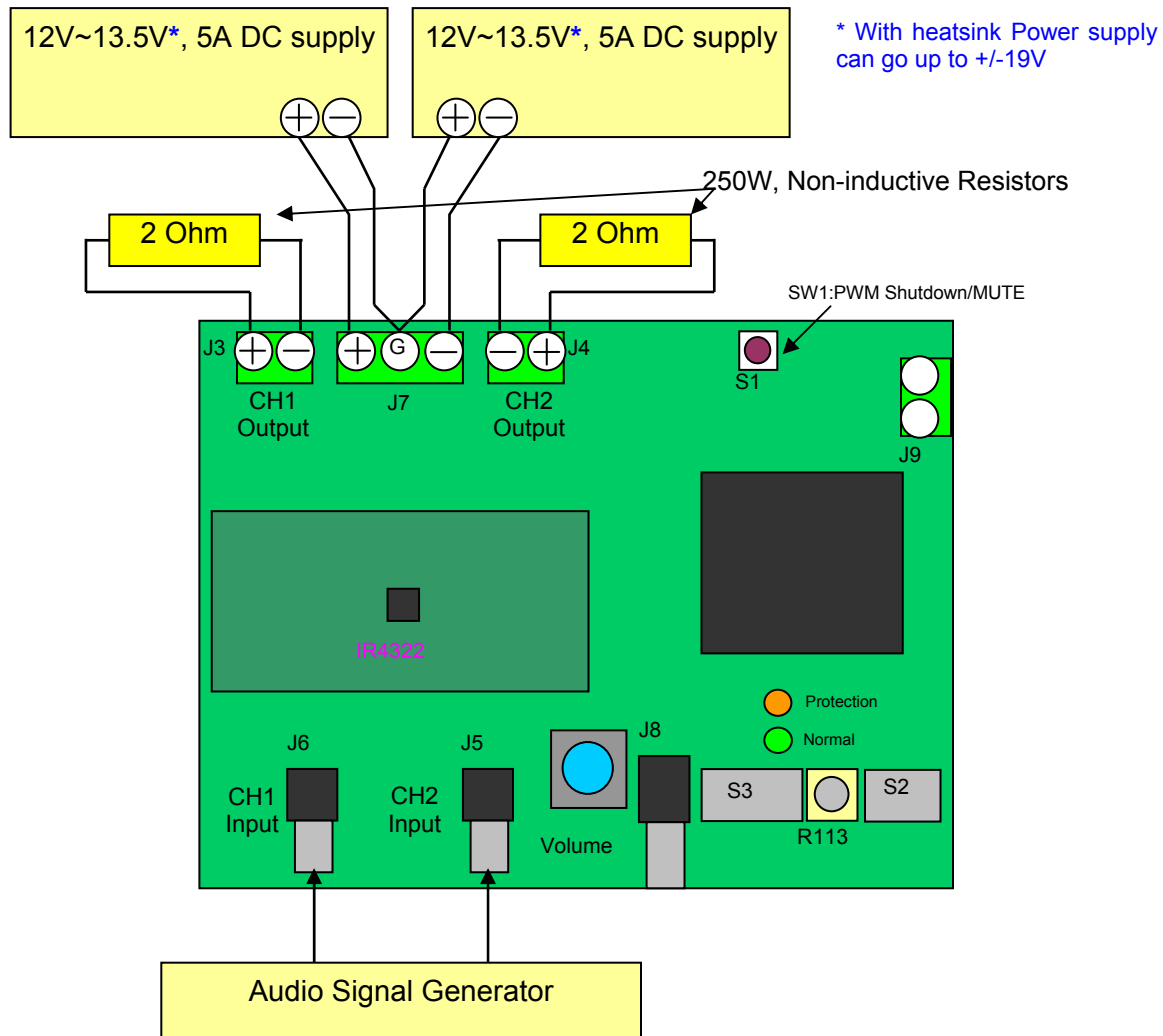 12V~13.5V*, 5A DC supply
12V~13.5V*, 5A DC supply
* With heatsink Power supply
can go up to +/-19V
+ −
+ −
250W, Non-inductive Resistors
2 Ohm
2 Ohm
SW1:PWM Shutdown/MUTE
J3
+ −
+ G −
− +
J4
S1
CH1
Output
J7
CH2
Output
J9
IR4322
Protection
Normal
J6
J5
J8
CH1
Input
CH2
Input
Volume
S3
S2
R113
Audio Signal Generator